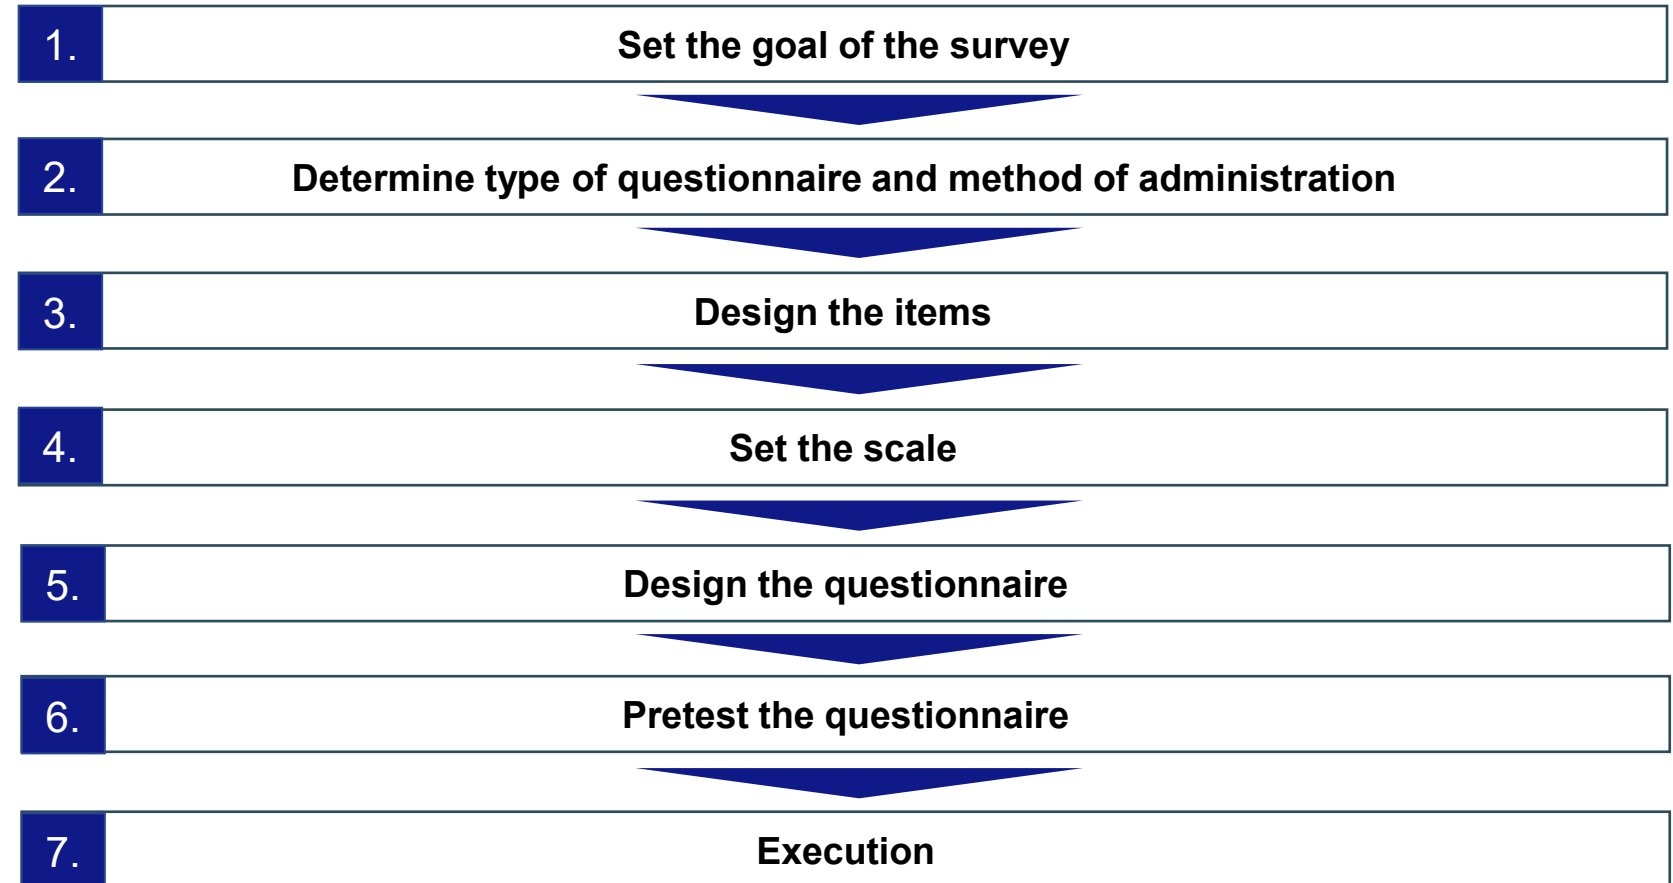 1. Set the goal of the survey
2. Determine type of questionnaire and method of administration
3. Design the items
4. Set the scale
5. Design the questionnaire
6. Pretest the questionnaire
7. Execution